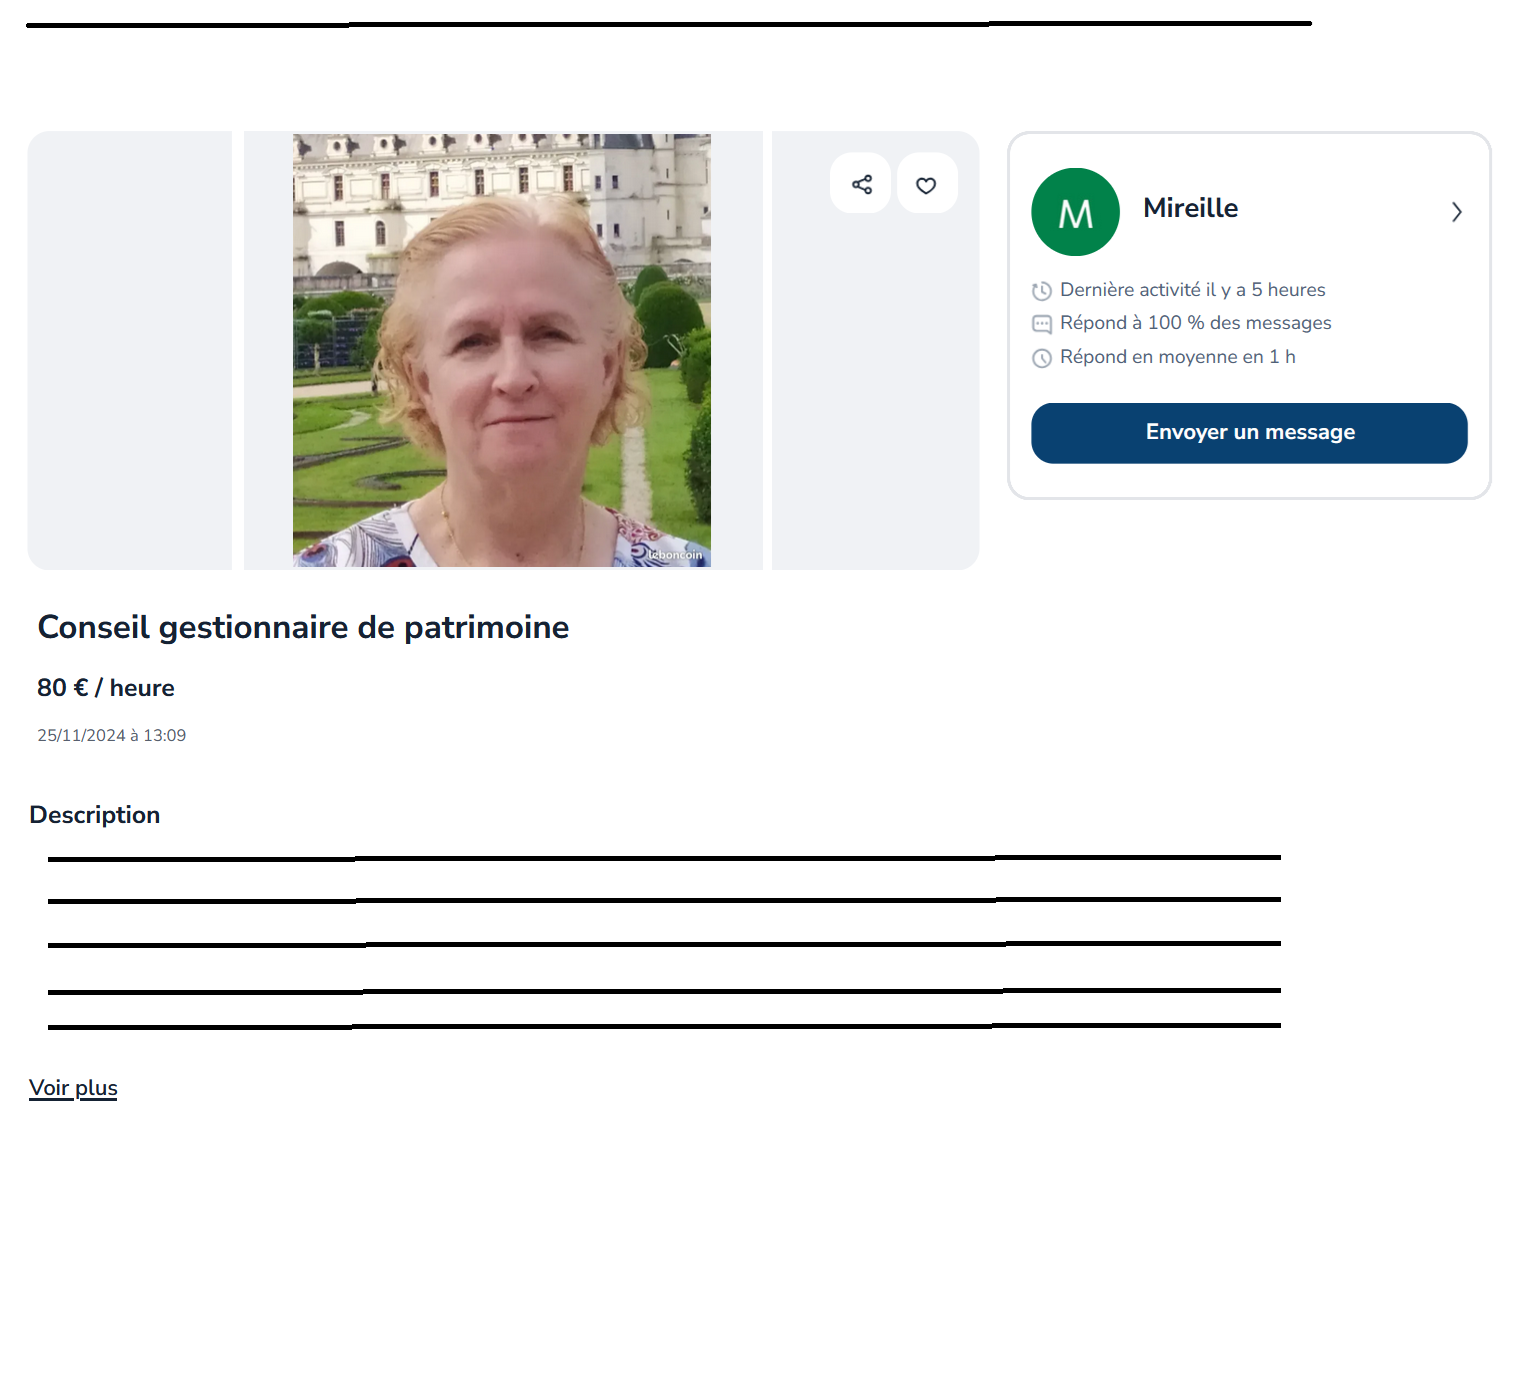 M
Mireille
Dernière activité il y a 5 heures
Répond à 100 % des messages
Répond en moyenne en 1 h
Envoyer un message
leboncoin
Conseil gestionnaire de patrimoine
80 € / heure
25/11/2024 à 13:09
Description
Voir plus